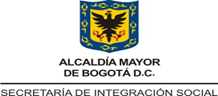 ALCALDÍA MAYOR
DE BOGOTÁ D.C.
SECRETARÍA DE INTEGRACIÓN SOCIAL